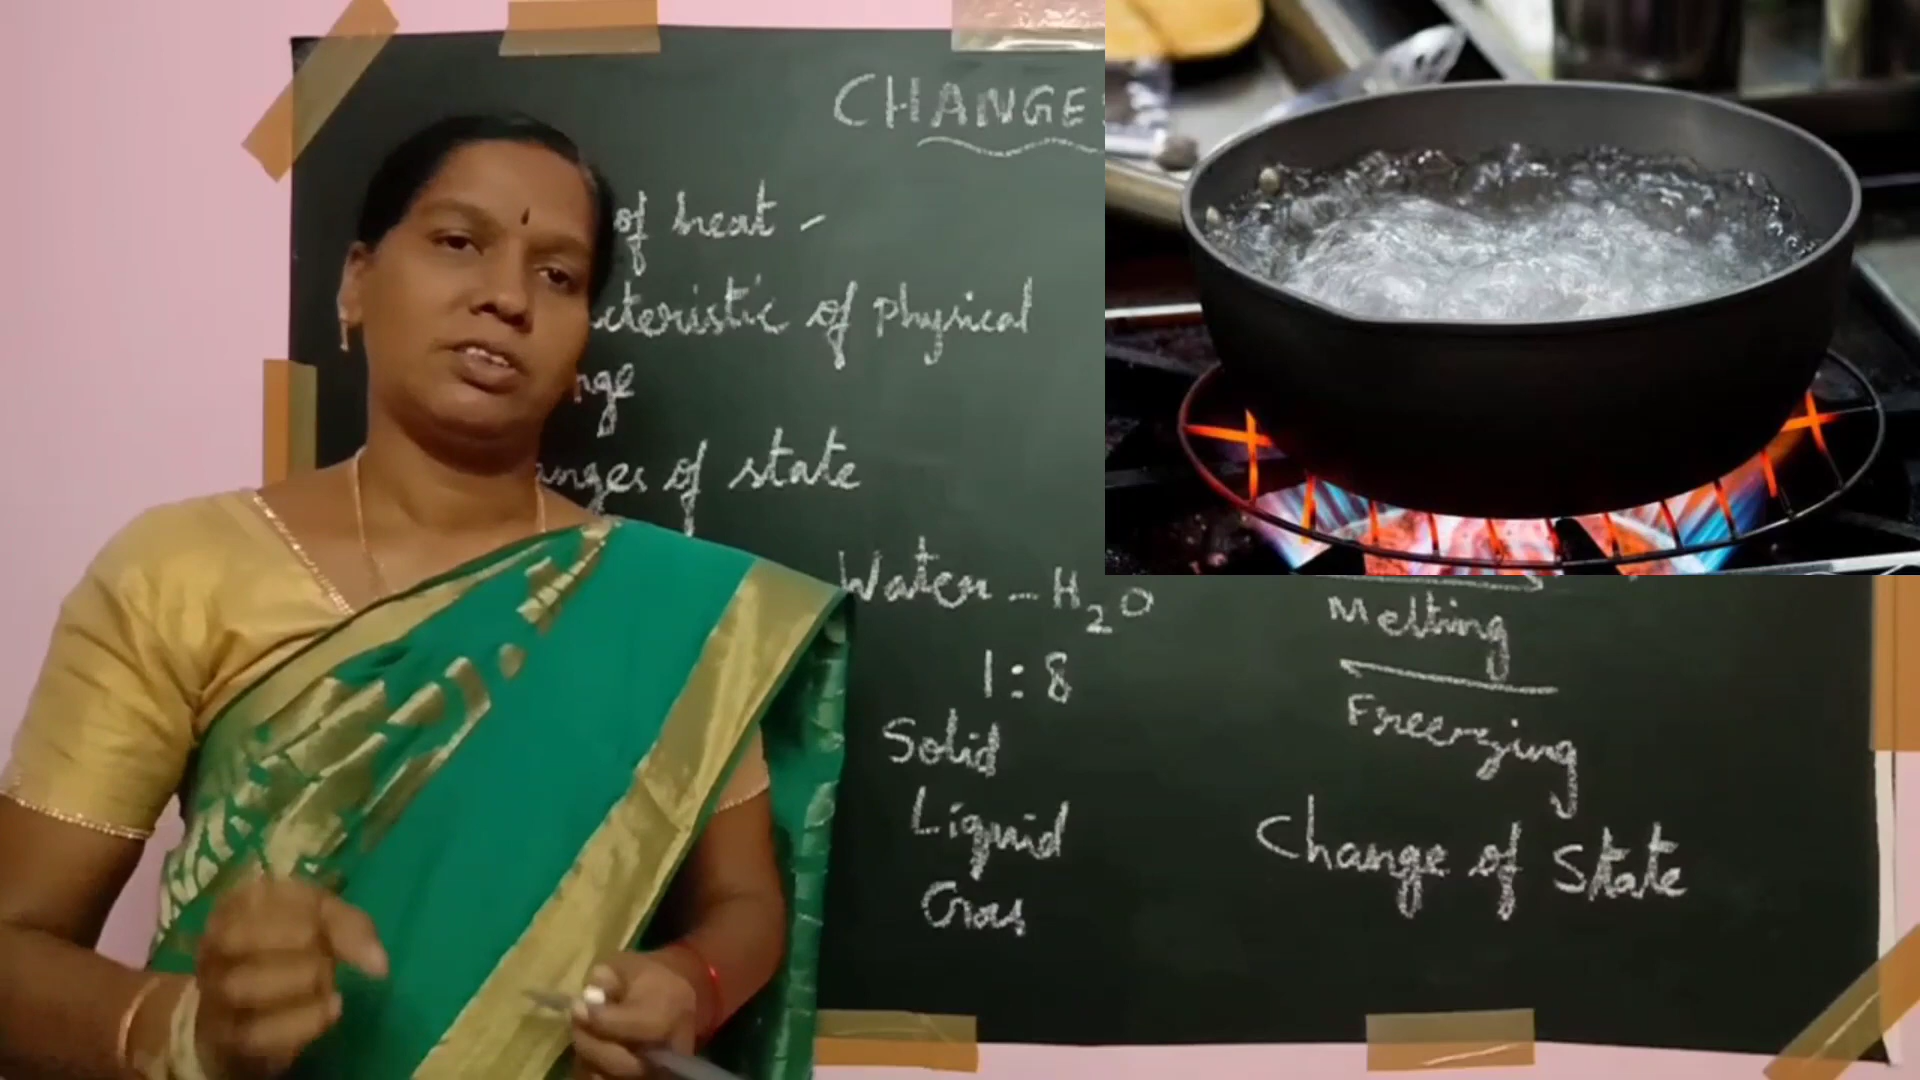 CHANGE
of heat -
cteristic of physical
nge
anges of state
Water - H2O
1:8
Solid
Liquid
Gas
Melting
Freezing
Change of State